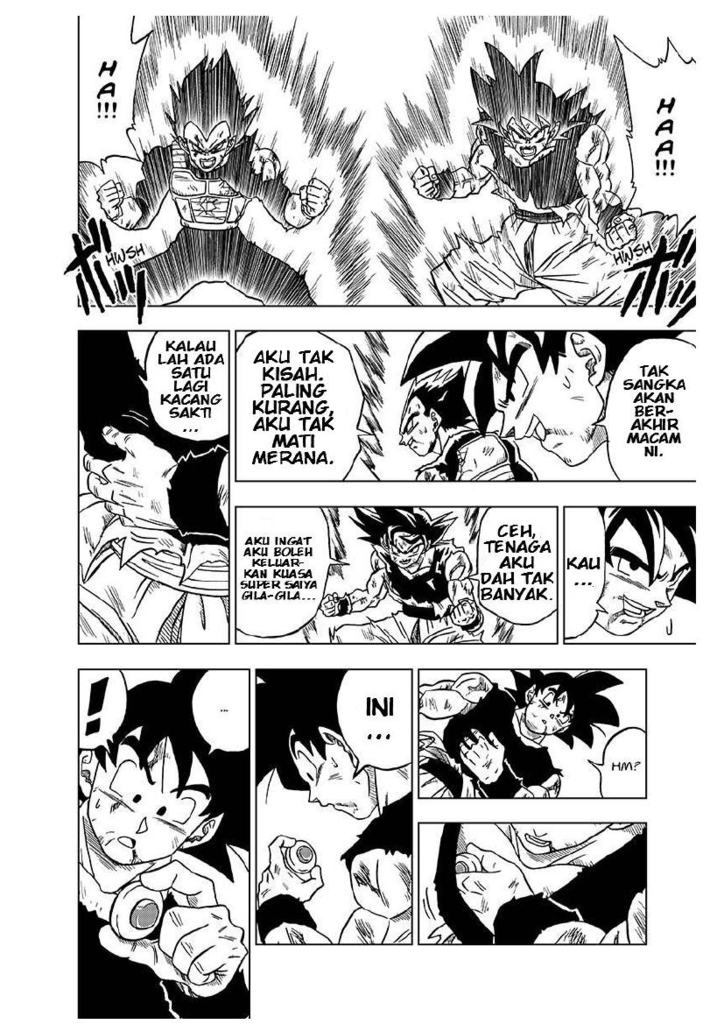 HAA!!!
HA!!!
HWSH
HWSH
TAK
SANGKA
AKAN
BER-
AKHIR
MACAM
NI.
AKU TAK
KISAH.
PALING
KURANG,
AKU TAK
MATI
MERANA.
KALAU
LAH ADA
SATU
LAGI
KACANG
SAKTI
...
KAU
...
CEH,
TENAGA
AKU
DAH TAK
BANYAK.
AKU INGAT
AKU BOLEH
KELUAR-
KAN KUASA
SUPER SAIYA
GILA-GILA...
HM?
INI
...
...
!